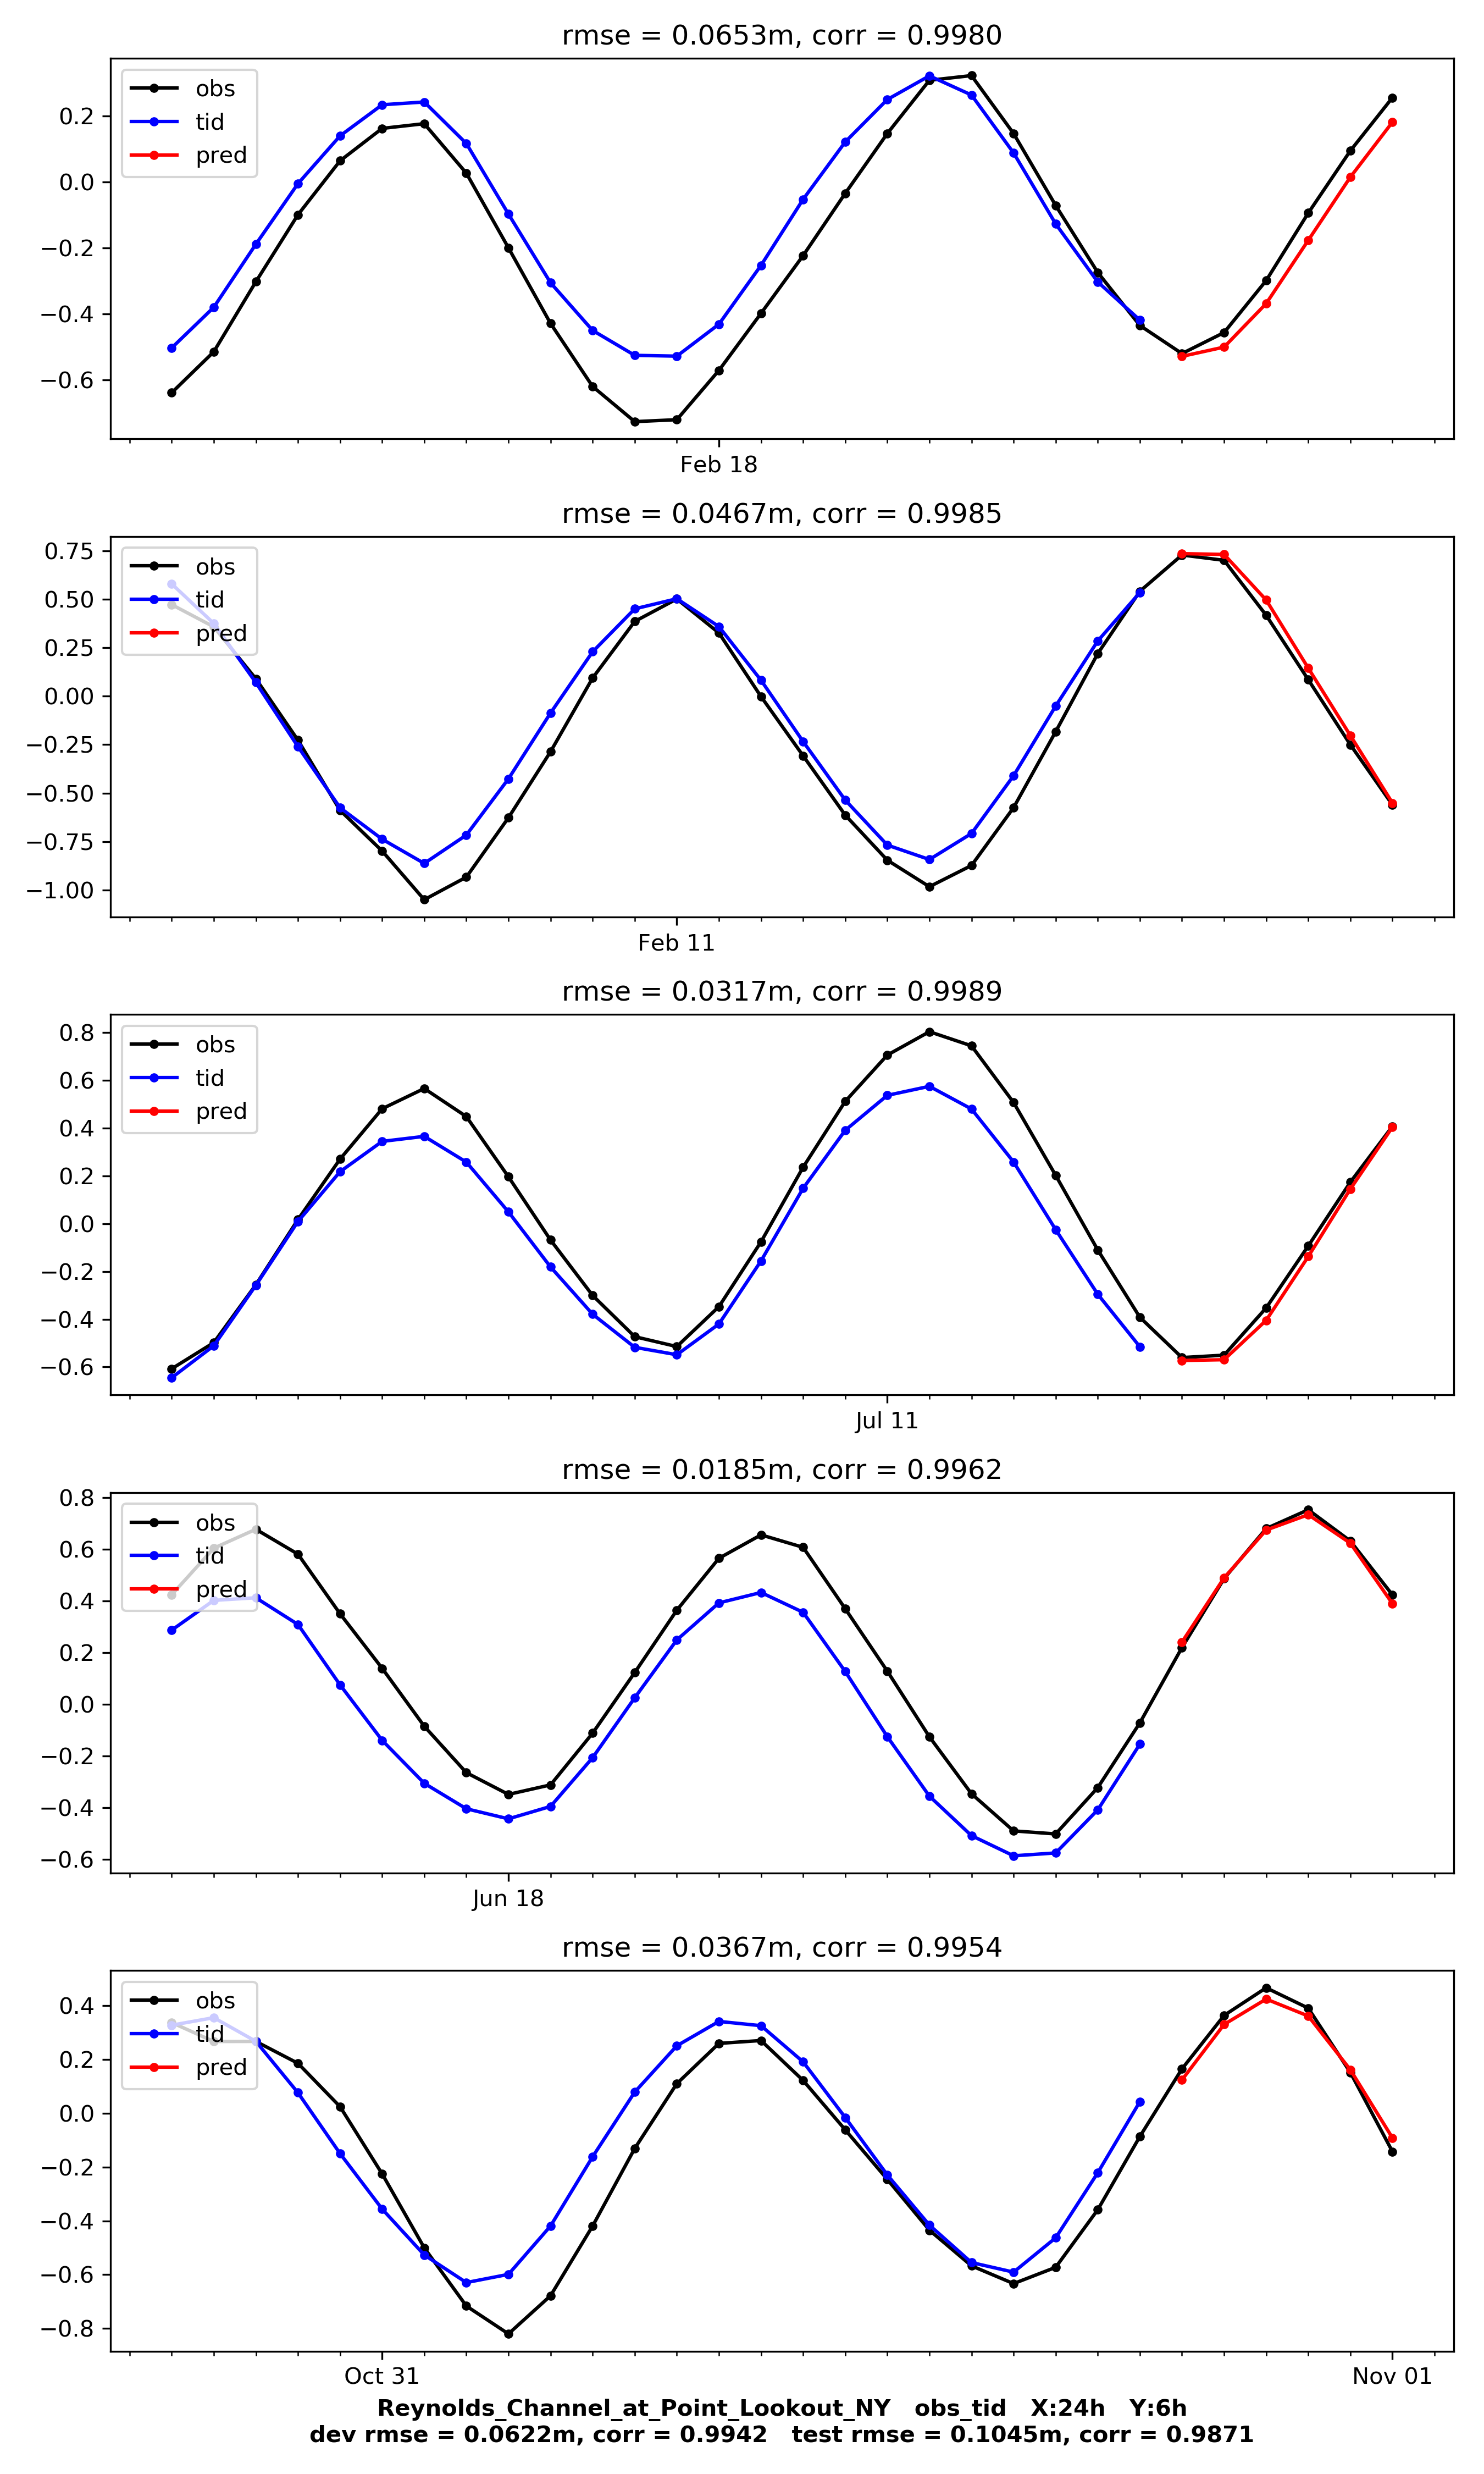 rmse = 0.0653m, corr = 0.9980
obs
tid
pred
0.2
0.0
−0.2
−0.4
−0.6
Feb 18
rmse = 0.0467m, corr = 0.9985
obs
tid
pred
0.75
0.50
0.25
0.00
−0.25
−0.50
−0.75
−1.00
Feb 11
rmse = 0.0317m, corr = 0.9989
obs
tid
pred
0.8
0.6
0.4
0.2
0.0
−0.2
−0.4
−0.6
Jul 11
rmse = 0.0185m, corr = 0.9962
obs
tid
pred
0.8
0.6
0.4
0.2
0.0
−0.2
−0.4
−0.6
Jun 18
rmse = 0.0367m, corr = 0.9954
obs
tid
pred
0.4
0.2
0.0
−0.2
−0.4
−0.6
−0.8
Oct 31 Nov 01
Reynolds_Channel_at_Point_Lookout_NY obs_tid X:24h Y:6h
dev rmse = 0.0622m, corr = 0.9942 test rmse = 0.1045m, corr = 0.9871